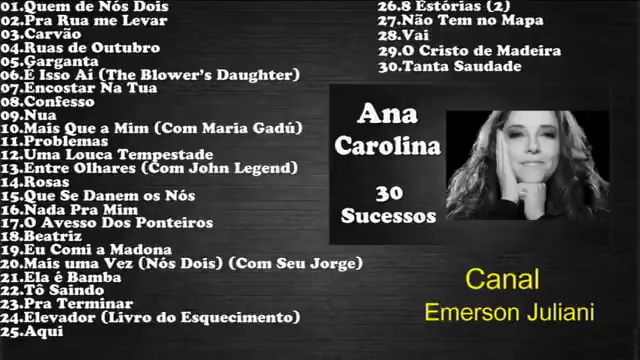 01.Quem de Nós Dois
02.Pra Rua me Levar
03.Carvão
04.Ruas de Outubro
05.Garganta
06.É Isso Aí (The Blower's Daughter)
07.Encostar Na Tua
08.Confesso
09.Nua
10.Mais Que a Mim (Com Maria Gadú)
11.Problemas
12.Uma Louca Tempestade
13.Entre Olhares (Com John Legend)
14.Rosas
15.Que Se Danem os Nós
16.Nada Pra Mim
17.O Avesso Dos Ponteiros
18.Beatriz
19.Eu Comi a Madona
20.Mais uma Vez (Nós Dois) (Com Seu Jorge)
21.Ela é Bamba
22.Tô Saindo
23.Pra Terminar
24.Elevador (Livro do Esquecimento)
25.Aqui
26.8 Estórias (2)
27.Não Tem no Mapa
28.Vai
29.O Cristo de Madeira
30.Tanta Saudade
Ana
Carolina
30
Sucessos
Canal
Emerson Juliani